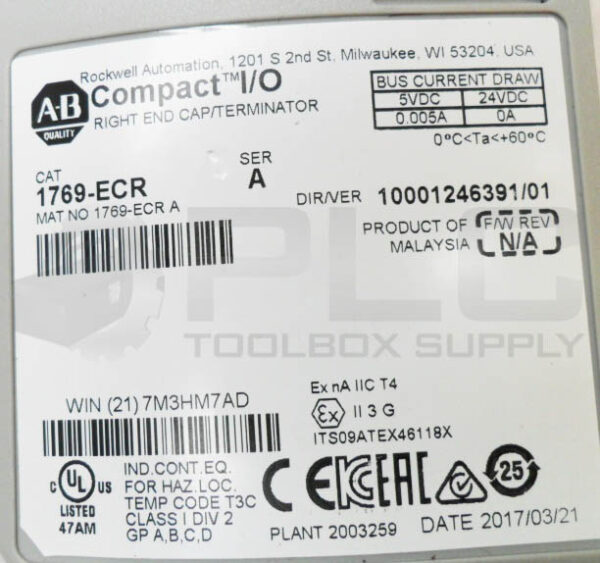 Rockwell Automation, 1201 S 2nd St. Milwaukee, WI 53204, USA
A-B
QUALITY
Compact™ I/O
RIGHT END CAP/TERMINATOR
BUS CURRENT DRAW
5VDC 24VDC
0.005A 0A
0°C<Ta<+60°C
CAT
1769-ECR
SER
A
MAT NO 1769-ECR A
DIR/VER 10001246391/01
PRODUCT OF
MALAYSIA
F/W REV
N/A
PLC
TOOLBOX SUPPLY
WIN (21) 7M3HM7AD
Ex nA IIC T4
Ex II 3 G
ITS09ATEX46118X
c UL US
LISTED
47AM
IND.CONT.EQ.
FOR HAZ.LOC.
TEMP CODE T3C
CLASS I DIV 2
GP A,B,C,D
CE EAC 25
PLANT 2003259 DATE 2017/03/21